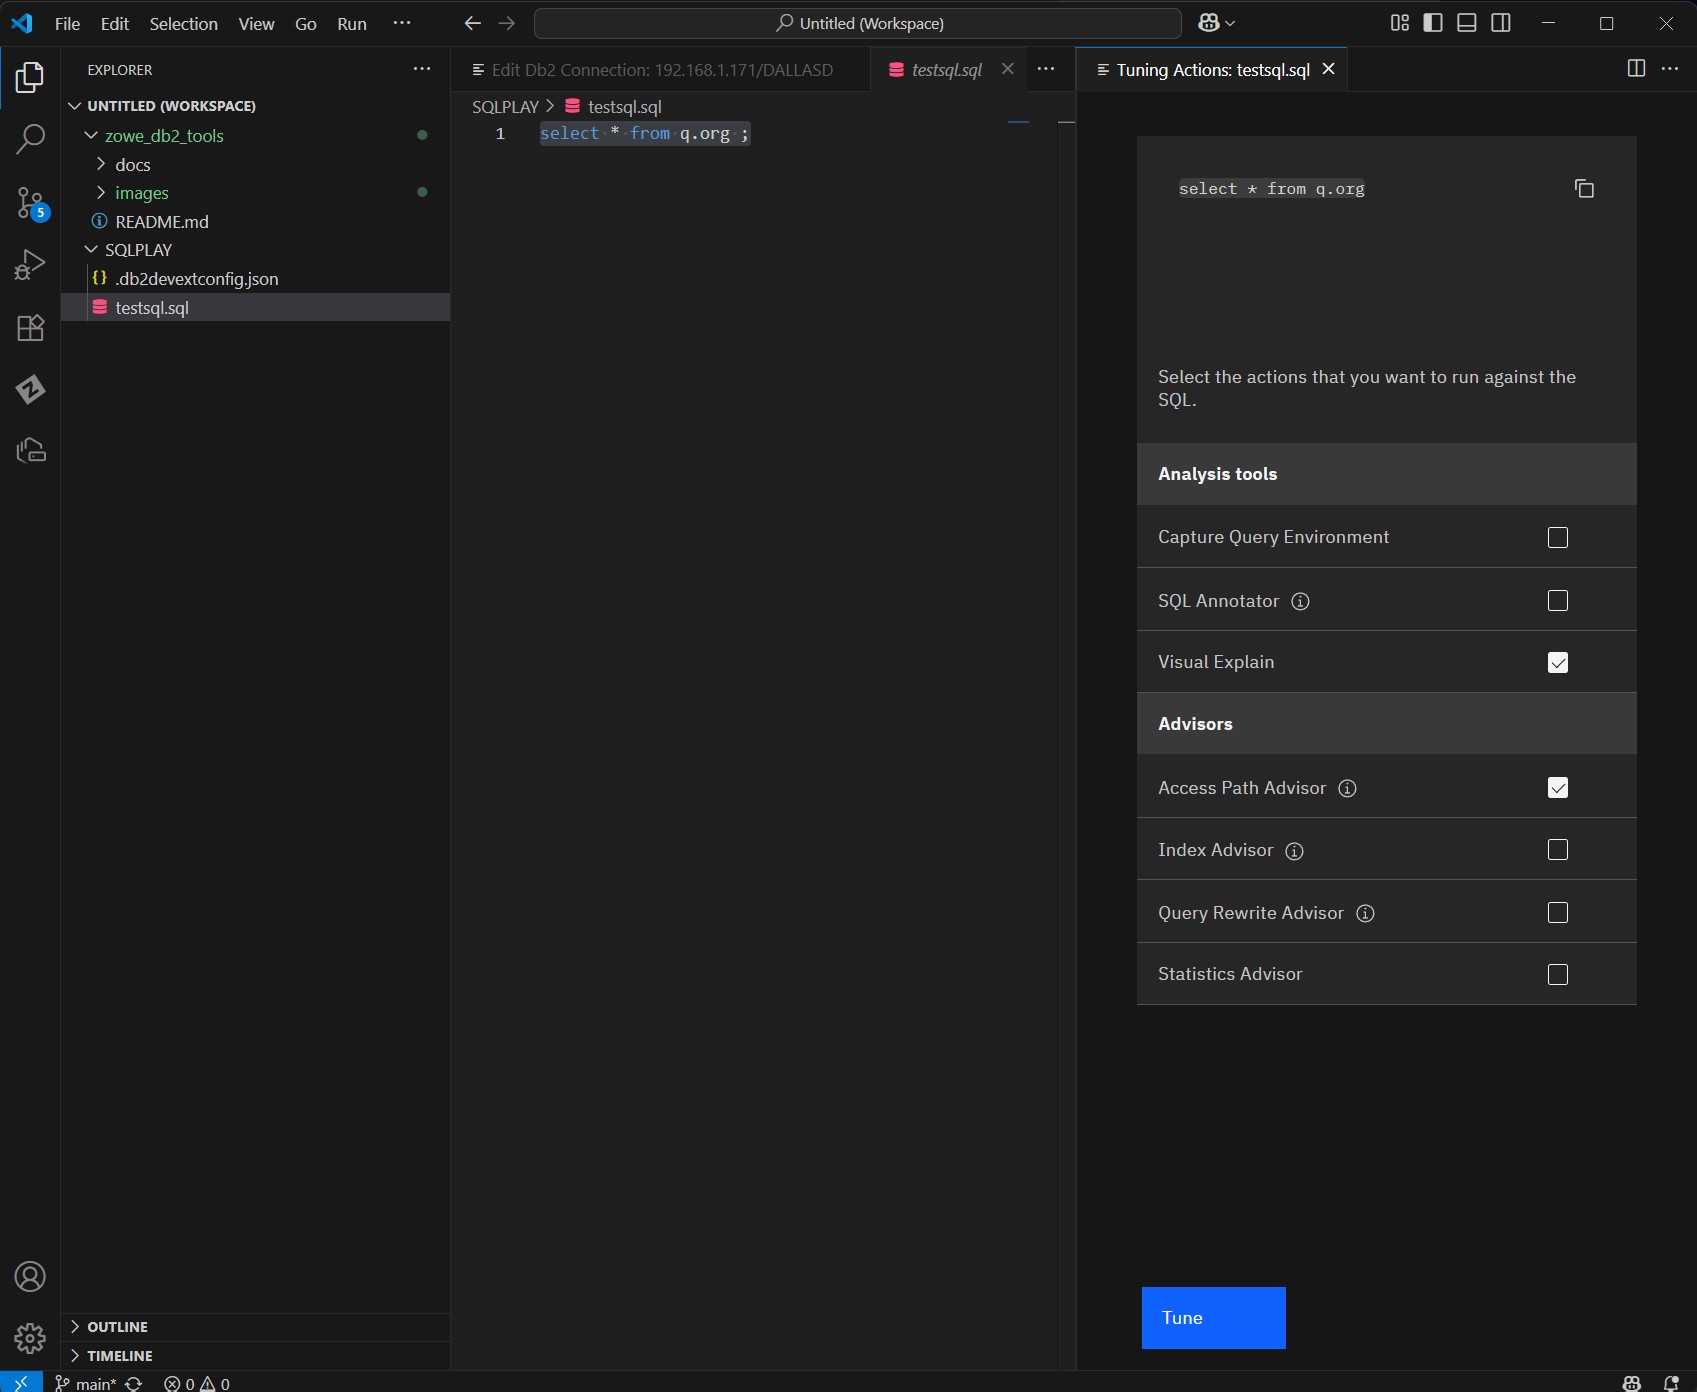 File Edit Selection View Go Run ···
Untitled (Workspace)
EXPLORER
UNTITLED (WORKSPACE)
zowe_db2_tools
docs
images
README.md
SQLPLAY
{} .db2devextconfig.json
testsql.sql
OUTLINE
TIMELINE
5
Edit Db2 Connection: 192.168.1.171/DALLASD
testsql.sql
SQLPLAY > testsql.sql
1 select * from q.org ;
Tuning Actions: testsql.sql
select * from q.org
Select the actions that you want to run against the
SQL.
Analysis tools
Capture Query Environment
SQL Annotator
Visual Explain
Advisors
Access Path Advisor
Index Advisor
Query Rewrite Advisor
Statistics Advisor
Tune
main* 0 0